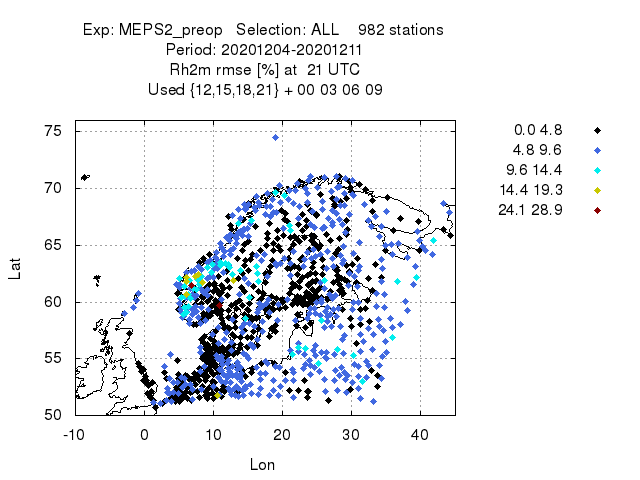 Exp: MEPS2_preop   Selection: ALL    982 stations
Period: 20201204-20201211
Rh2m rmse [%] at  21 UTC
Used {12,15,18,21} + 00 03 06 09
0.0 4.8
4.8 9.6
9.6 14.4
14.4 19.3
24.1 28.9
75
70
65
60
55
50
Lat
-10 0 10 20 30 40
Lon